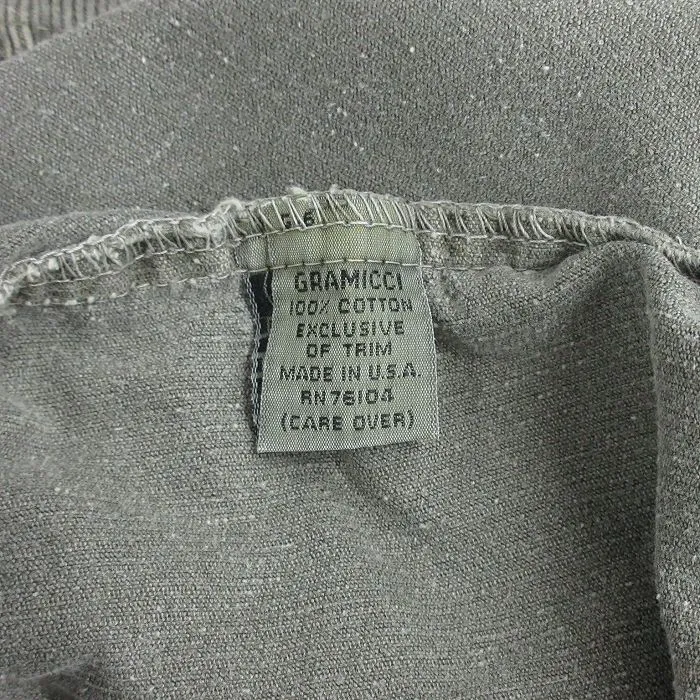 GRAMICCI
100% COTTON
EXCLUSIVE
OF TRIM
MADE IN U.S.A.
RN76104
(CARE OVER)